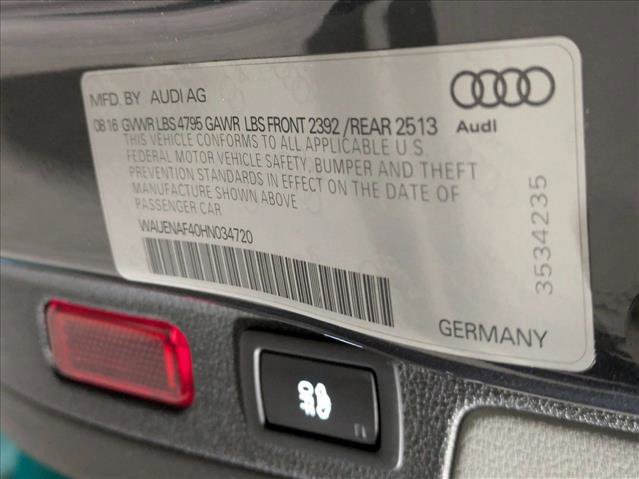 MFD. BY AUDI AG
08 16 GVWR LBS 4795 GAWR LBS FRONT 2392 /REAR 2513
THIS VEHICLE CONFORMS TO ALL APPLICABLE U.S.
FEDERAL MOTOR VEHICLE SAFETY, BUMPER AND THEFT
PREVENTION STANDARDS IN EFFECT ON THE DATE OF
MANUFACTURE SHOWN ABOVE
PASSENGER CAR
WAUENAF40HN034720
Audi
3534235
GERMANY
OFF